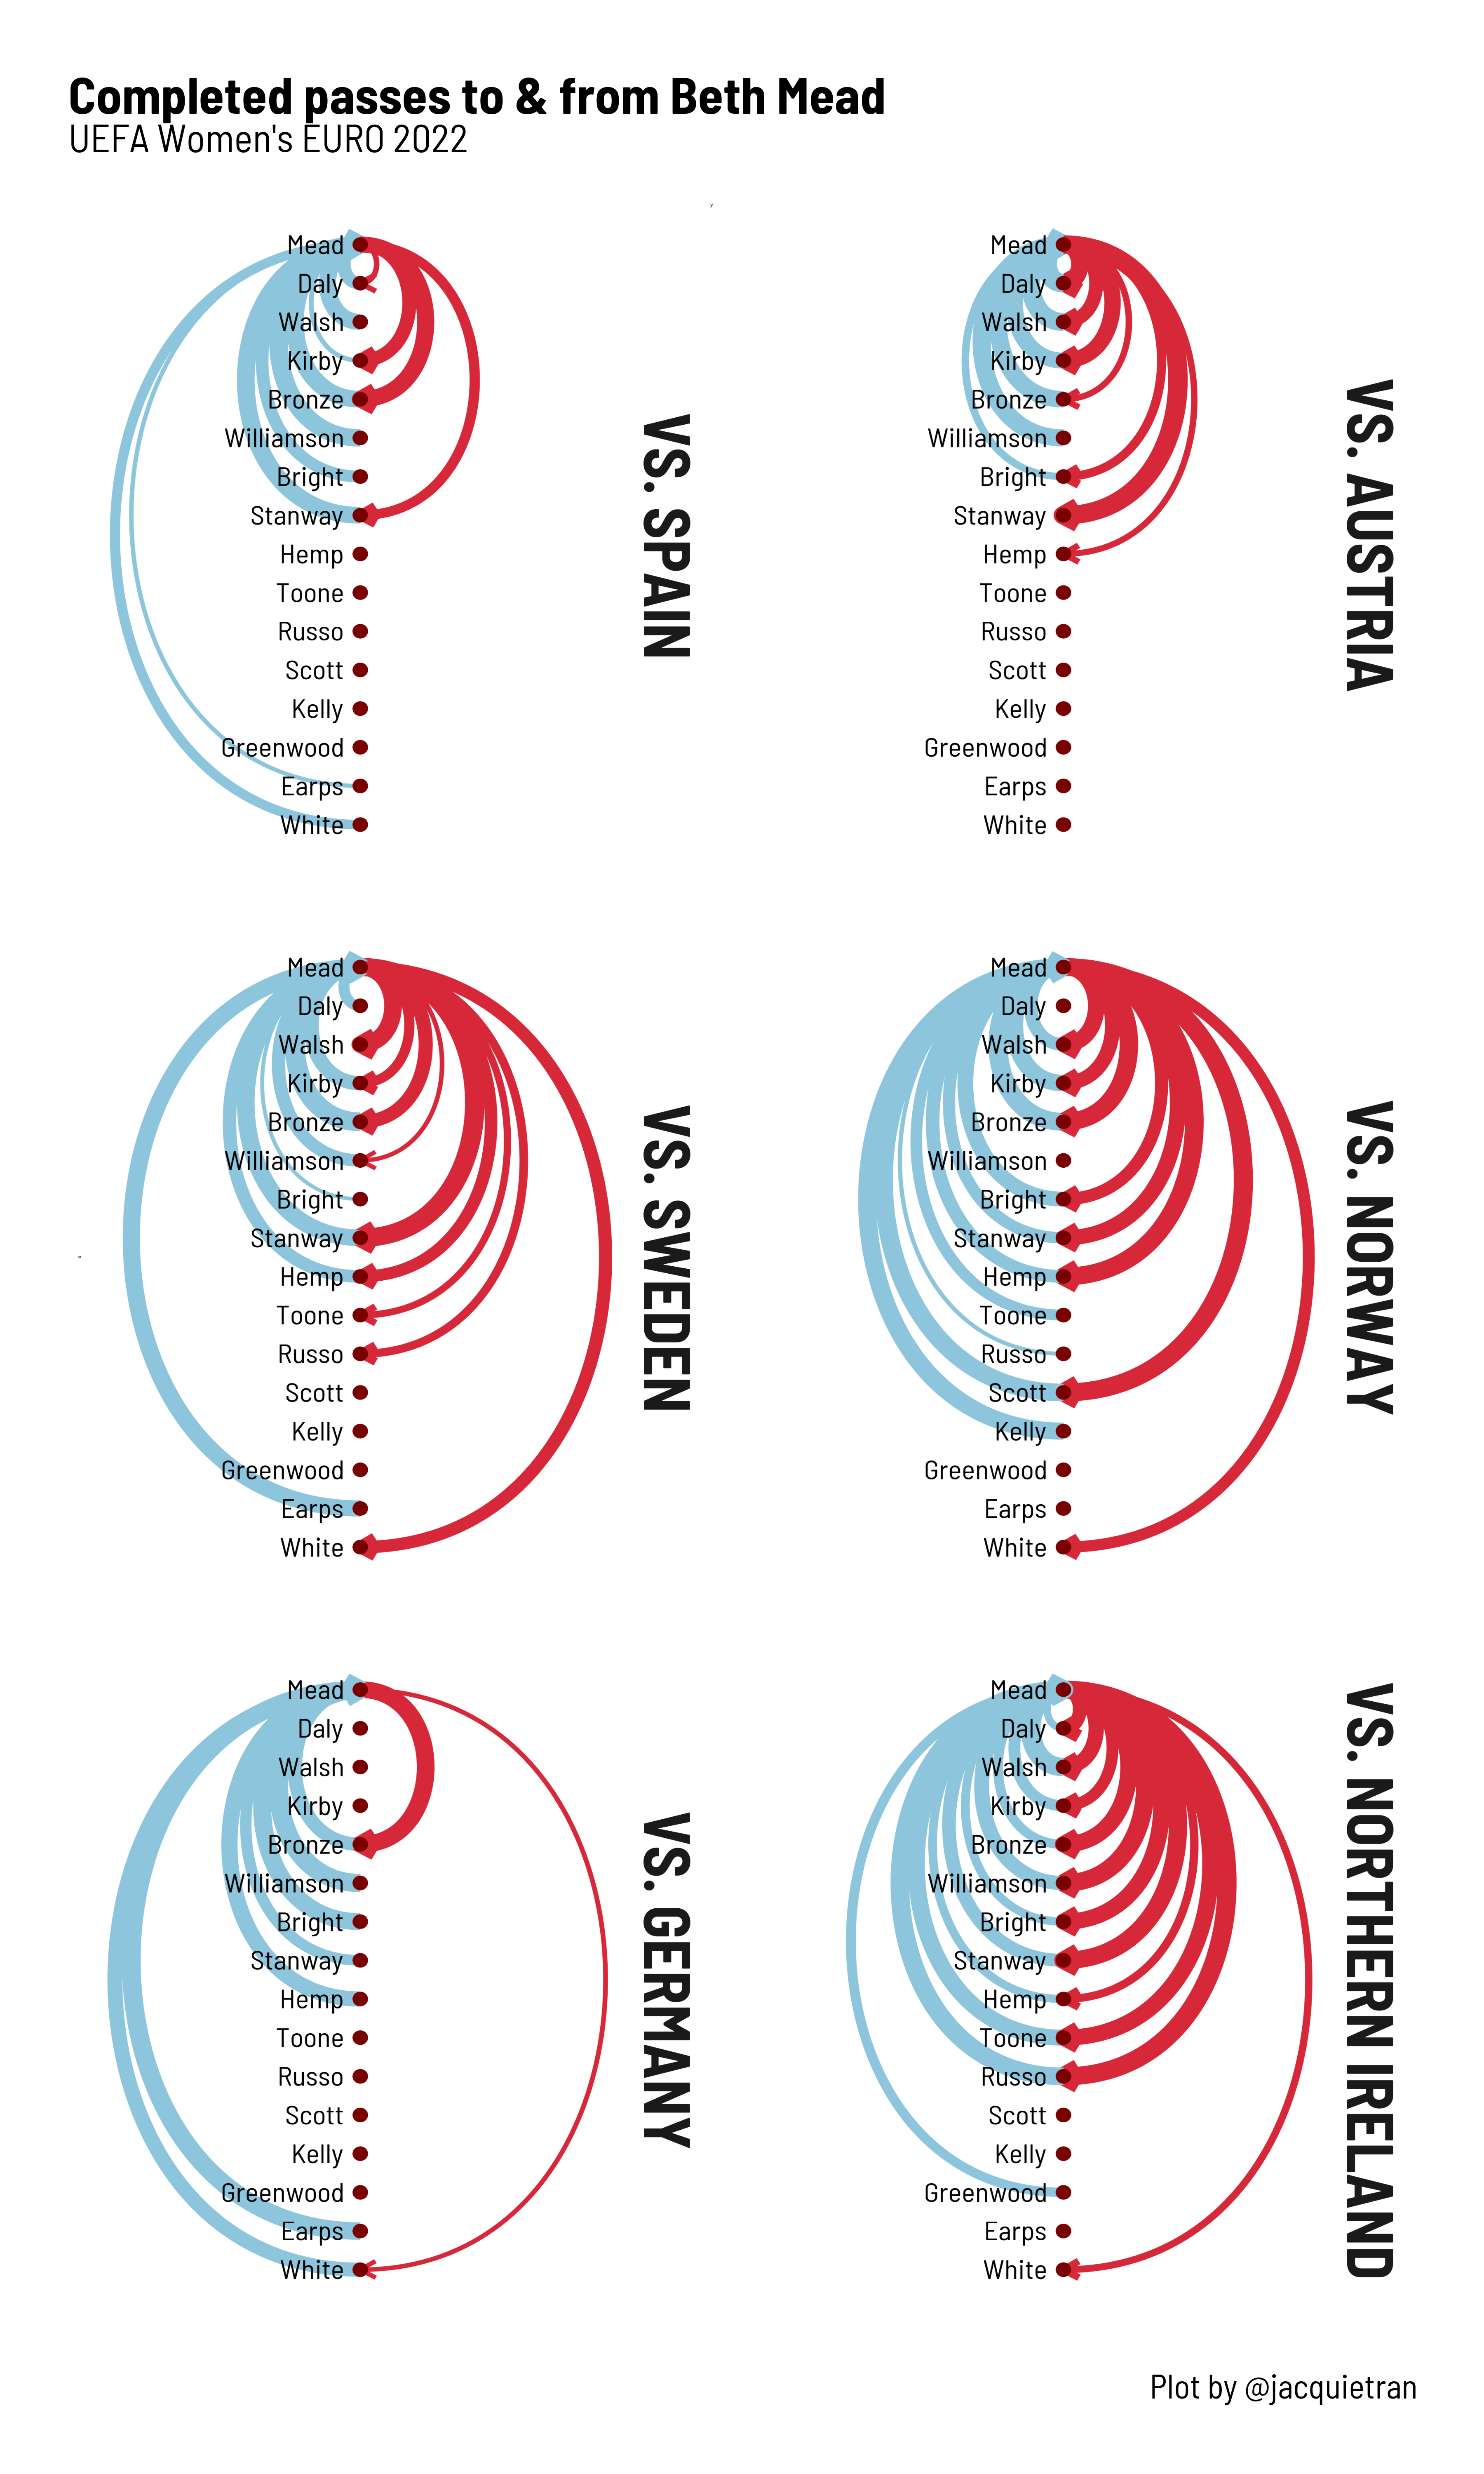 Completed passes to & from Beth Mead
UEFA Women's EURO 2022
y
Mead
Daly
Walsh
Kirby
Bronze
Williamson
Bright
Stanway
Hemp
Toone
Russo
Scott
Kelly
Greenwood
Earps
White
VS. SPAIN
Mead
Daly
Walsh
Kirby
Bronze
Williamson
Bright
Stanway
Hemp
Toone
Russo
Scott
Kelly
Greenwood
Earps
White
VS. AUSTRIA
Mead
Daly
Walsh
Kirby
Bronze
Williamson
Bright
Stanway
Hemp
Toone
Russo
Scott
Kelly
Greenwood
Earps
White
VS. SWEDEN
Mead
Daly
Walsh
Kirby
Bronze
Williamson
Bright
Stanway
Hemp
Toone
Russo
Scott
Kelly
Greenwood
Earps
White
VS. NORWAY
Mead
Daly
Walsh
Kirby
Bronze
Williamson
Bright
Stanway
Hemp
Toone
Russo
Scott
Kelly
Greenwood
Earps
White
VS. GERMANY
Mead
Daly
Walsh
Kirby
Bronze
Williamson
Bright
Stanway
Hemp
Toone
Russo
Scott
Kelly
Greenwood
Earps
White
VS. NORTHERN IRELAND
Plot by @jacquietran